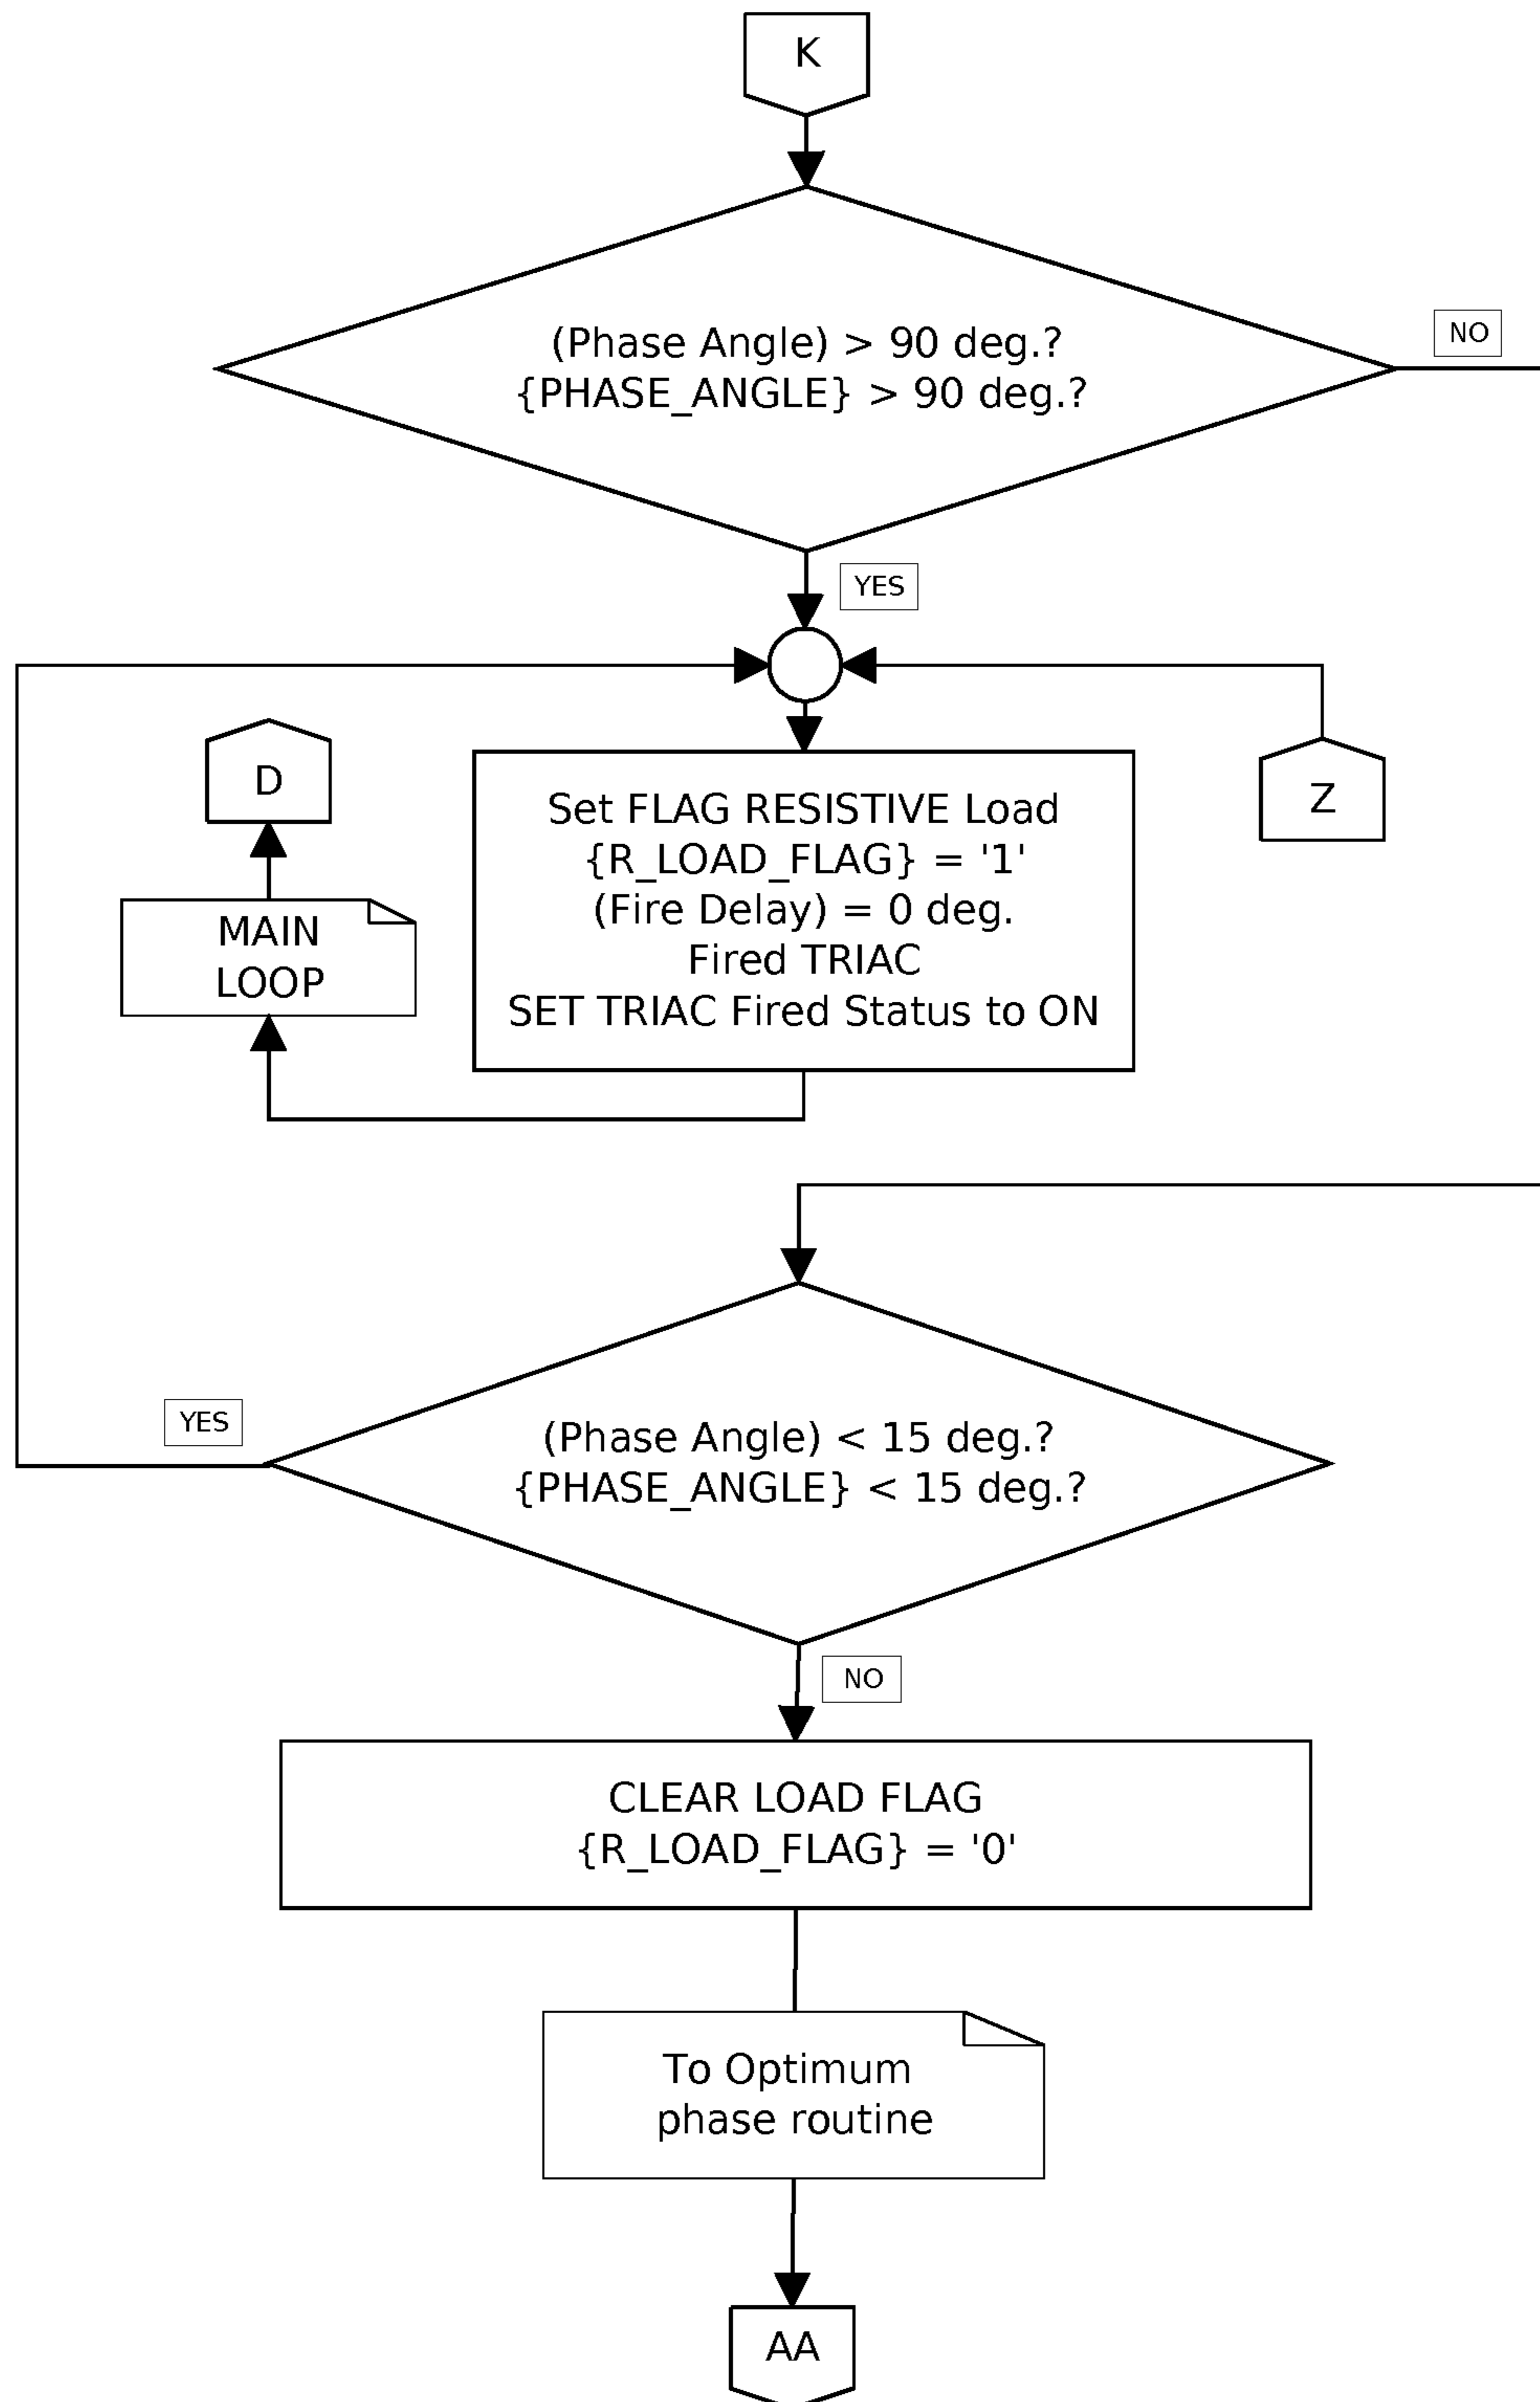 K
(Phase Angle) > 90 deg.?
{PHASE_ANGLE} > 90 deg.?
NO
YES
D
Z
MAIN
LOOP
Set FLAG RESISTIVE Load
{R_LOAD_FLAG} = '1'
(Fire Delay) = 0 deg.
Fired TRIAC
SET TRIAC Fired Status to ON
YES
(Phase Angle) < 15 deg.?
{PHASE_ANGLE} < 15 deg.?
NO
CLEAR LOAD FLAG
{R_LOAD_FLAG} = '0'
To Optimum
phase routine
AA